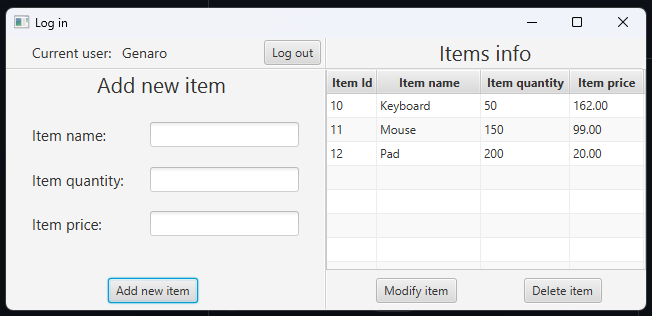 Log in
Current user: Genaro
Log out
Add new item
Item name:
Item quantity:
Item price:
Add new item
Items info
Item Id Item name Item quantity Item price
10 Keyboard 50 162.00
11 Mouse 150 99.00
12 Pad 200 20.00
Modify item Delete item